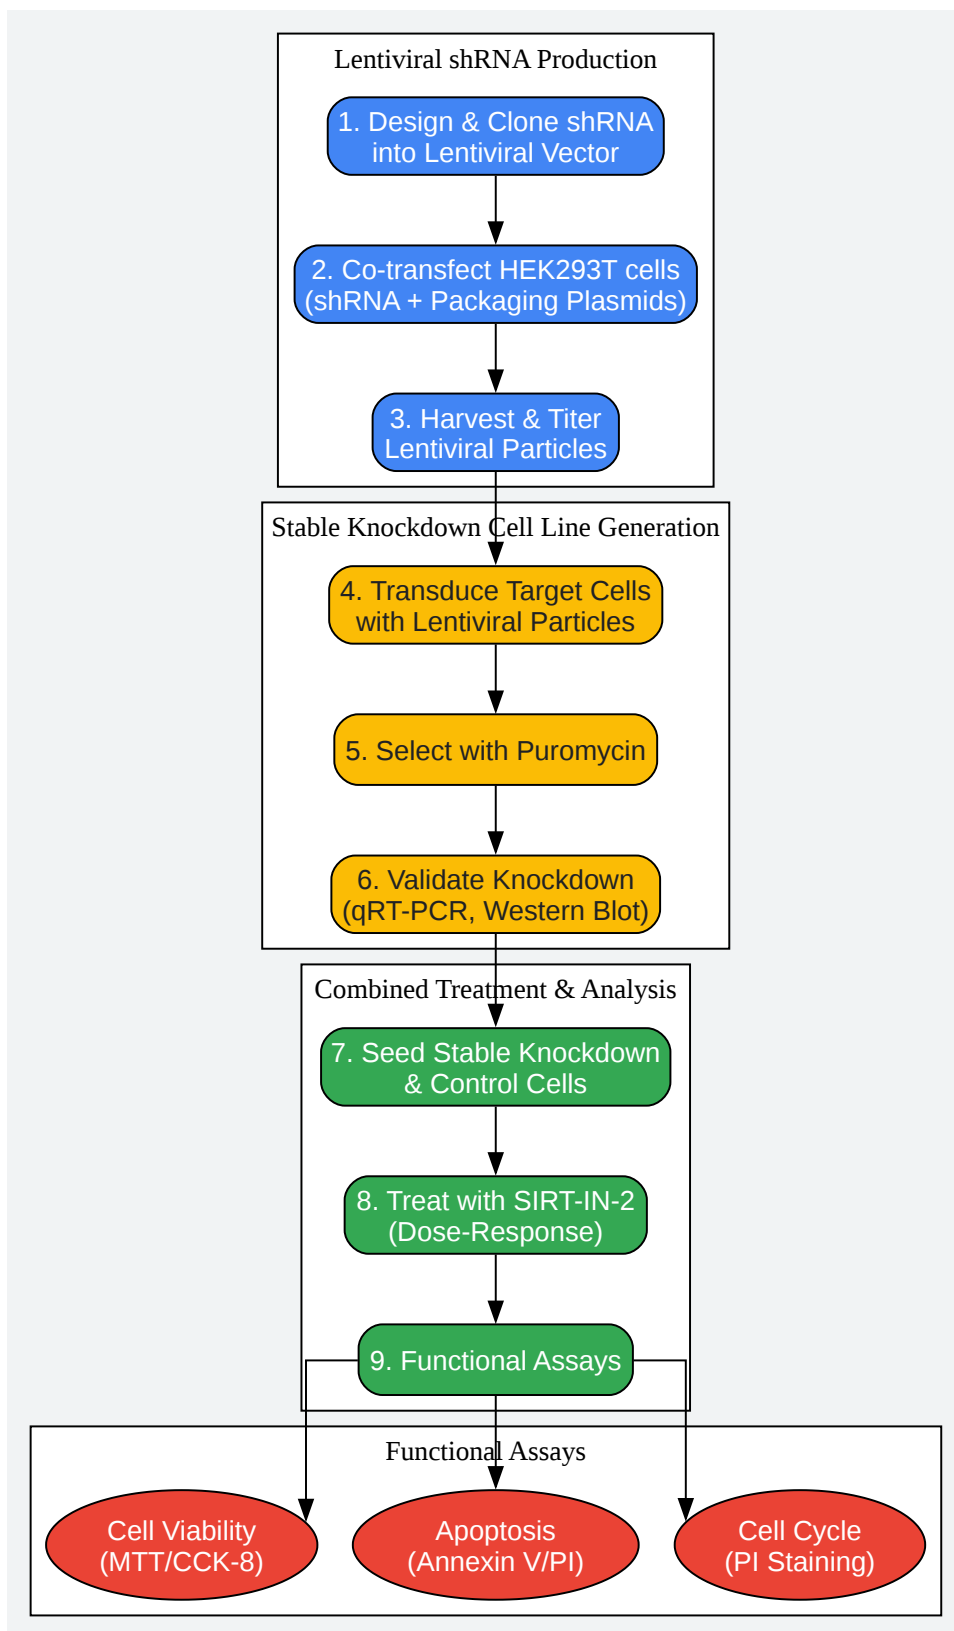 Lentiviral shRNA Production
1. Design & Clone shRNA
into Lentiviral Vector
2. Co-transfect HEK293T cells
(shRNA + Packaging Plasmids)
3. Harvest & Titer
Lentiviral Particles
Stable Knockdown Cell Line Generation
4. Transduce Target Cells
with Lentiviral Particles
5. Select with Puromycin
6. Validate Knockdown
(qRT-PCR, Western Blot)
Combined Treatment & Analysis
7. Seed Stable Knockdown
& Control Cells
8. Treat with SIRT-IN-2
(Dose-Response)
9. Functional Assays
Functional Assays
Cell Viability
(MTT/CCK-8)
Apoptosis
(Annexin V/PI)
Cell Cycle
(PI Staining)